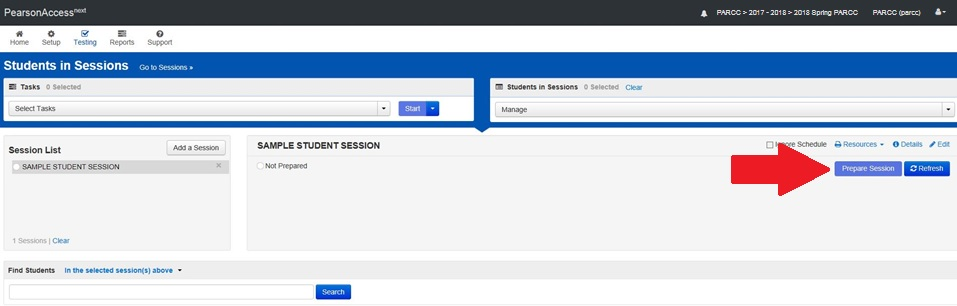 PearsonAccessnext
PARCC > 2017 - 2018 > 2018 Spring PARCC PARCC (parcc)
Home Setup Testing Reports Support
Students in Sessions Go to Sessions »
Tasks 0 Selected
Students in Sessions 0 Selected Clear
Select Tasks Start
Manage
Session List Add a Session
SAMPLE STUDENT SESSION
1 Sessions | Clear
SAMPLE STUDENT SESSION
Ignore Schedule Resources Details Edit
Not Prepared
Prepare Session Refresh
Find Students In the selected session(s) above
Search